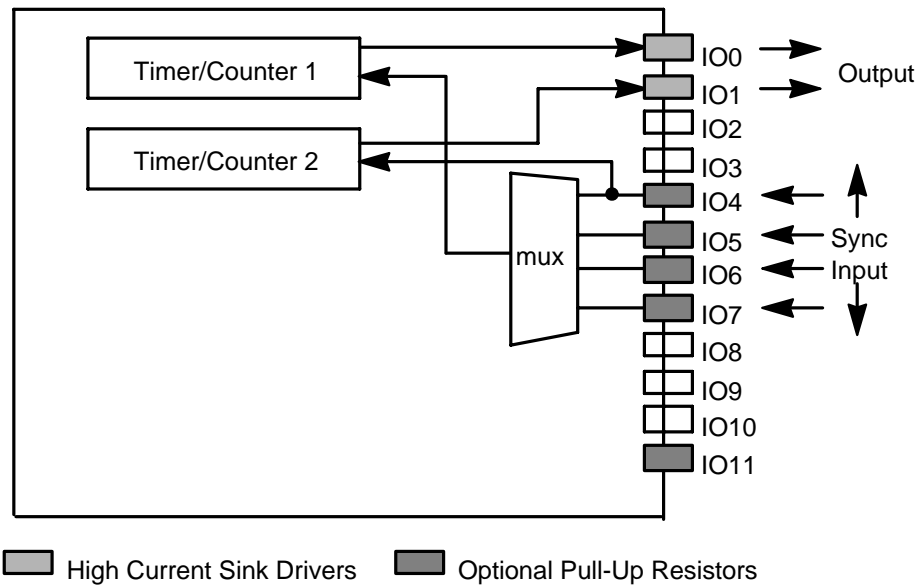 Timer/Counter 1
Timer/Counter 2
mux
IO0
IO1
IO2
IO3
IO4
IO5
IO6
IO7
IO8
IO9
IO10
IO11
Output
Sync
Input
High Current Sink Drivers
Optional Pull-Up Resistors